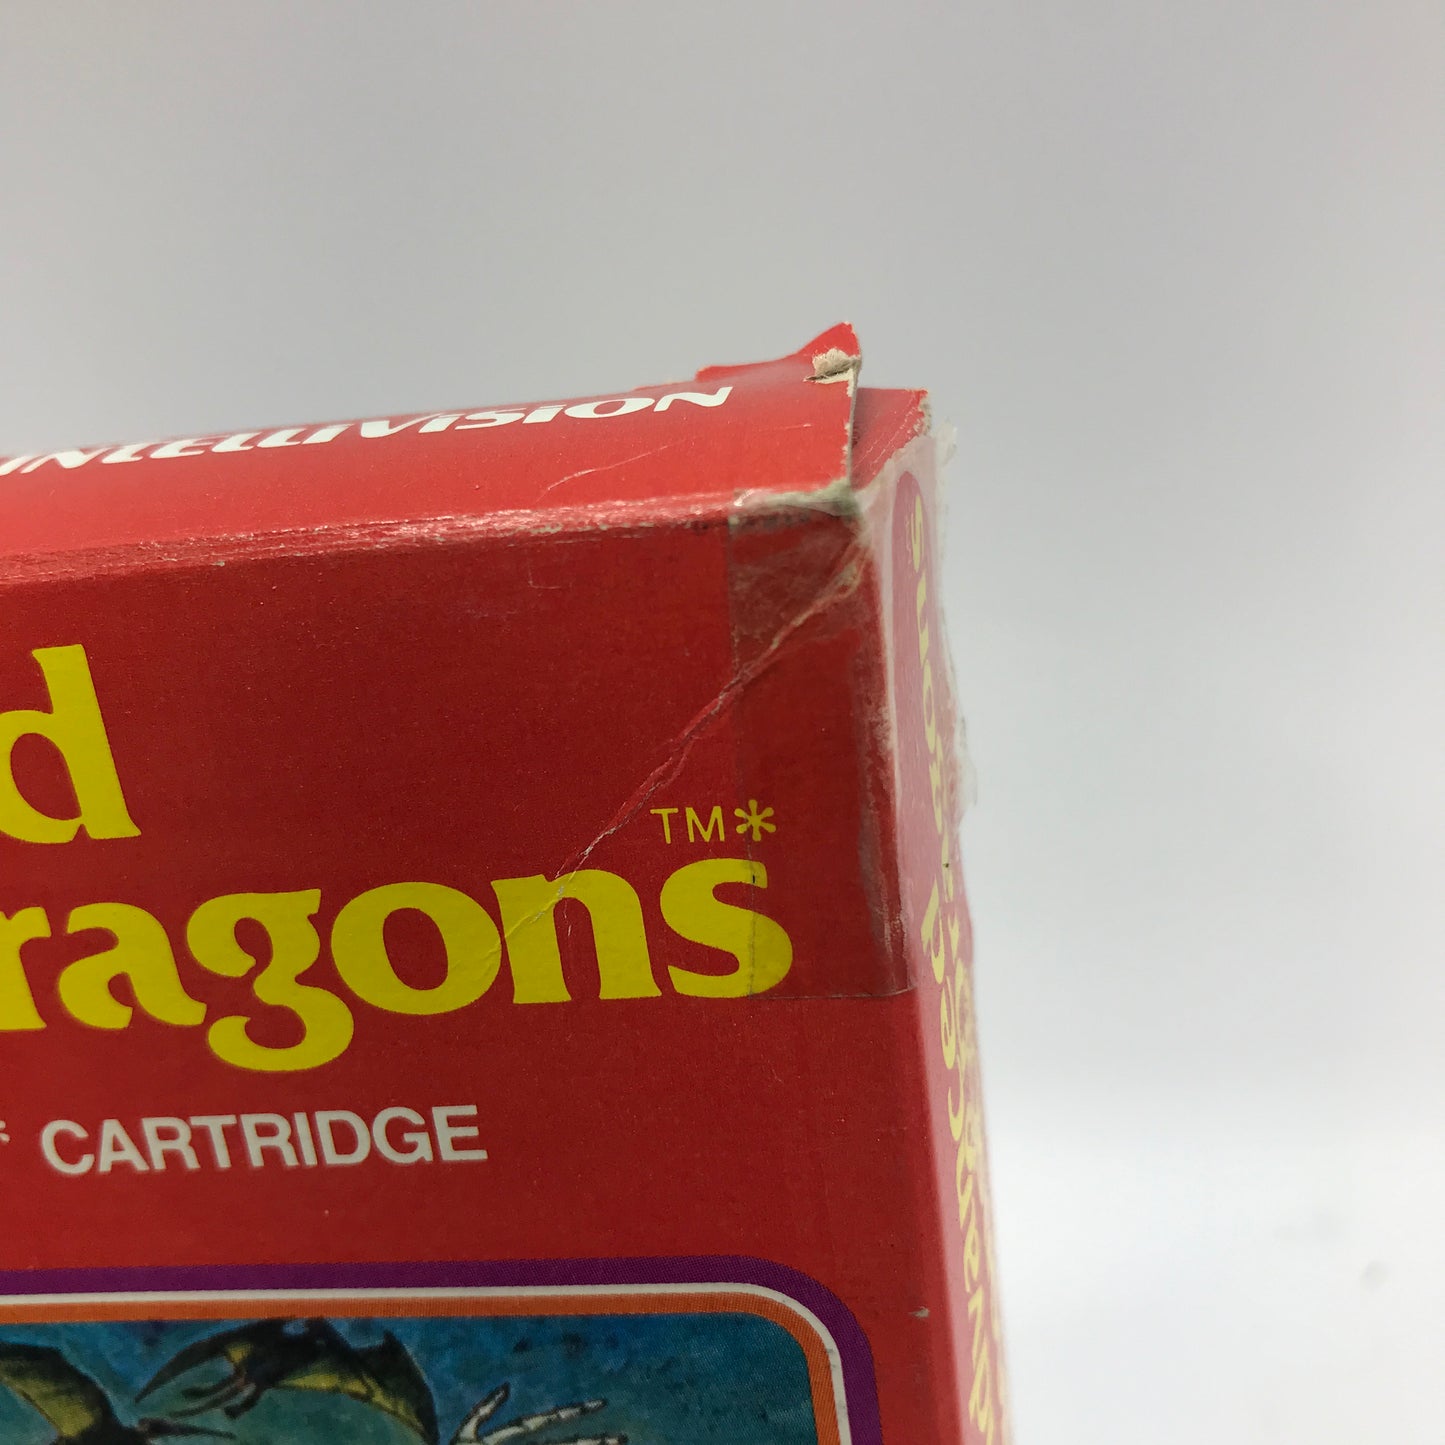 INTELLIVISION
d
TM*
ragons
* CARTRIDGE